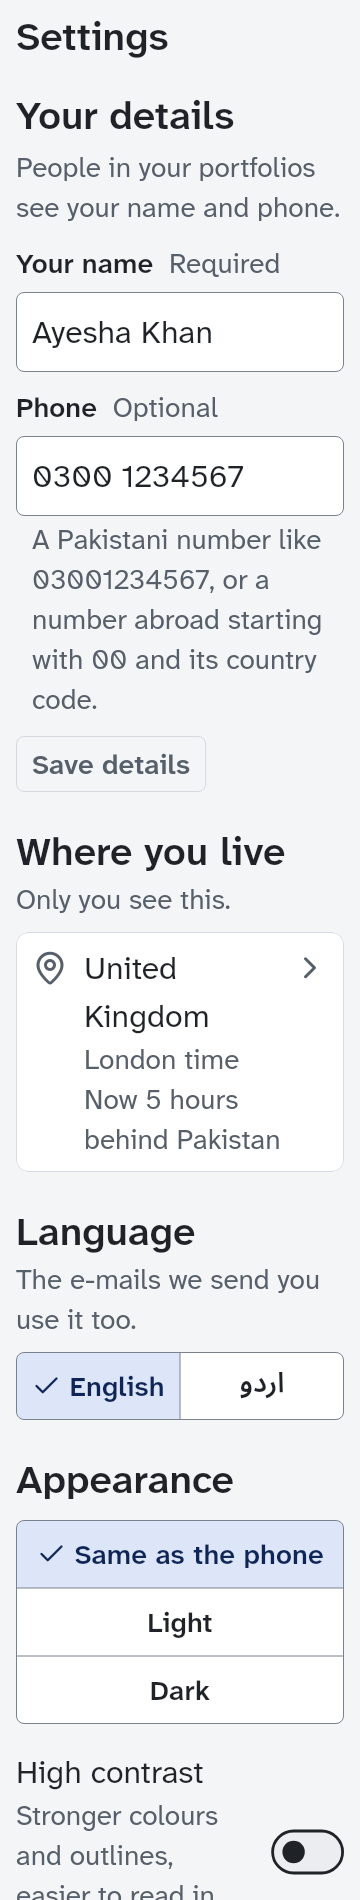 Settings
Your details
People in your portfolios
see your name and phone.
Your name Required
Ayesha Khan
Phone Optional
0300 1234567
A Pakistani number like
03001234567, or a
number abroad starting
with 00 and its country
code.
Save details
Where you live
Only you see this.
United
Kingdom
London time
Now 5 hours
behind Pakistan
Language
The e-mails we send you
use it too.
English اردو
Appearance
Same as the phone
Light
Dark
High contrast
Stronger colours
and outlines,
easier to read in